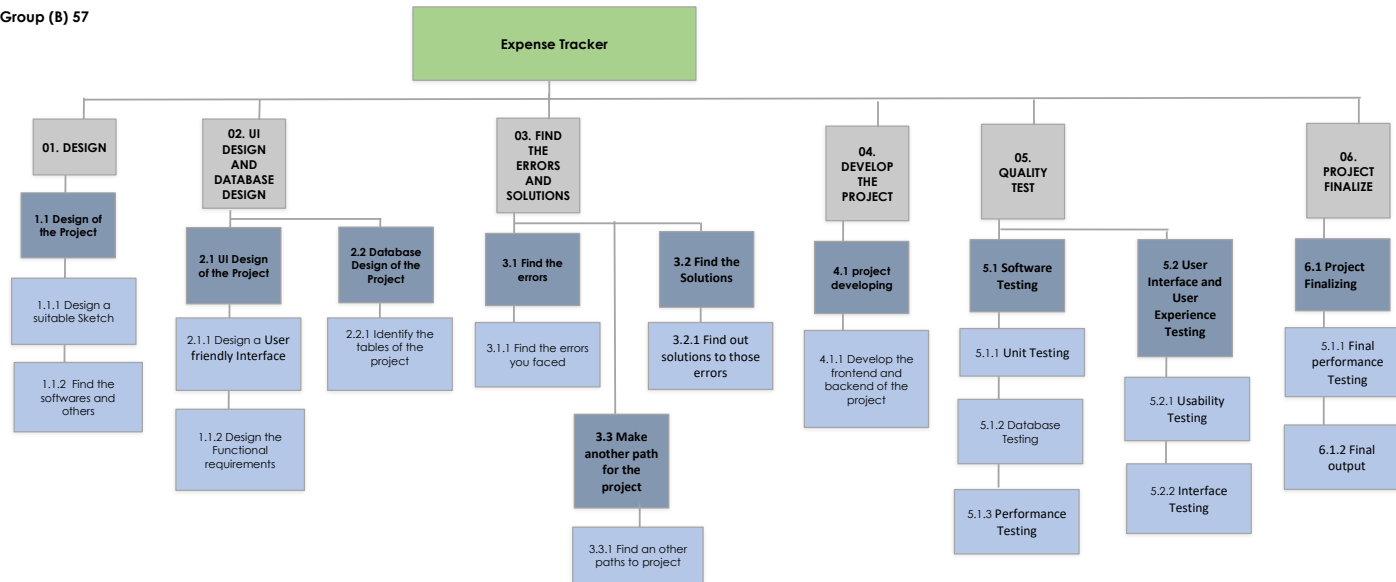 Group (B) 57
Expense Tracker
01. DESIGN
1.1 Design of
the Project
1.1.1 Design a
suitable Sketch
1.1.2 Find the
softwares and
others
02. UI
DESIGN
AND
DATABASE
DESIGN
2.1 UI Design
of the Project
2.1.1 Design a User
friendly Interface
1.1.2 Design the
Functional
requirements
2.2 Database
Design of the
Project
2.2.1 Identify the
tables of the
project
03. FIND
THE
ERRORS
AND
SOLUTIONS
3.1 Find the
errors
3.1.1 Find the errors
you faced
3.2 Find the
Solutions
3.2.1 Find out
solutions to those
errors
3.3 Make
another path
for the
project
3.3.1 Find an other
paths to project
04.
DEVELOP
THE
PROJECT
4.1 project
developing
4.1.1 Develop the
frontend and
backend of the
project
05.
QUALITY
TEST
5.1 Software
Testing
5.1.1 Unit Testing
5.1.2 Database
Testing
5.1.3 Performance
Testing
5.2 User
Interface and
User
Experience
Testing
5.2.1 Usability
Testing
5.2.2 Interface
Testing
06.
PROJECT
FINALIZE
6.1 Project
Finalizing
5.1.1 Final
performance
Testing
6.1.2 Final
output